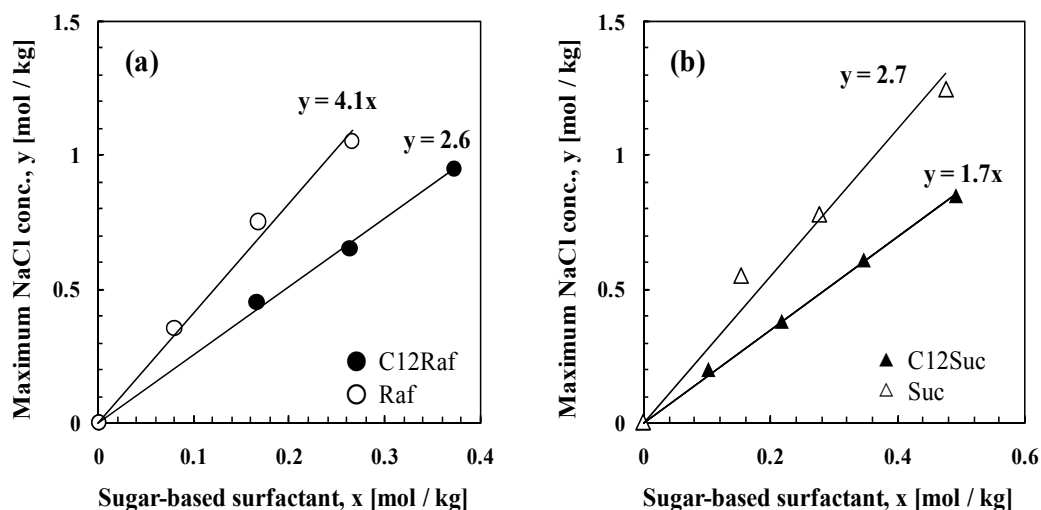 1.5
(a)
y = 4.1x
y = 2.6
1
0.5
0
C12Raf
Raf
0
0.1
0.2
0.3
0.4
Maximum NaCl conc., y [mol / kg]
Sugar-based surfactant, x [mol / kg]
1.5
(b)
y = 2.7
1
y = 1.7x
0.5
0
C12Suc
Suc
0
0.2
0.4
0.6
Maximum NaCl conc., y [mol / kg]
Sugar-based surfactant, x [mol / kg]